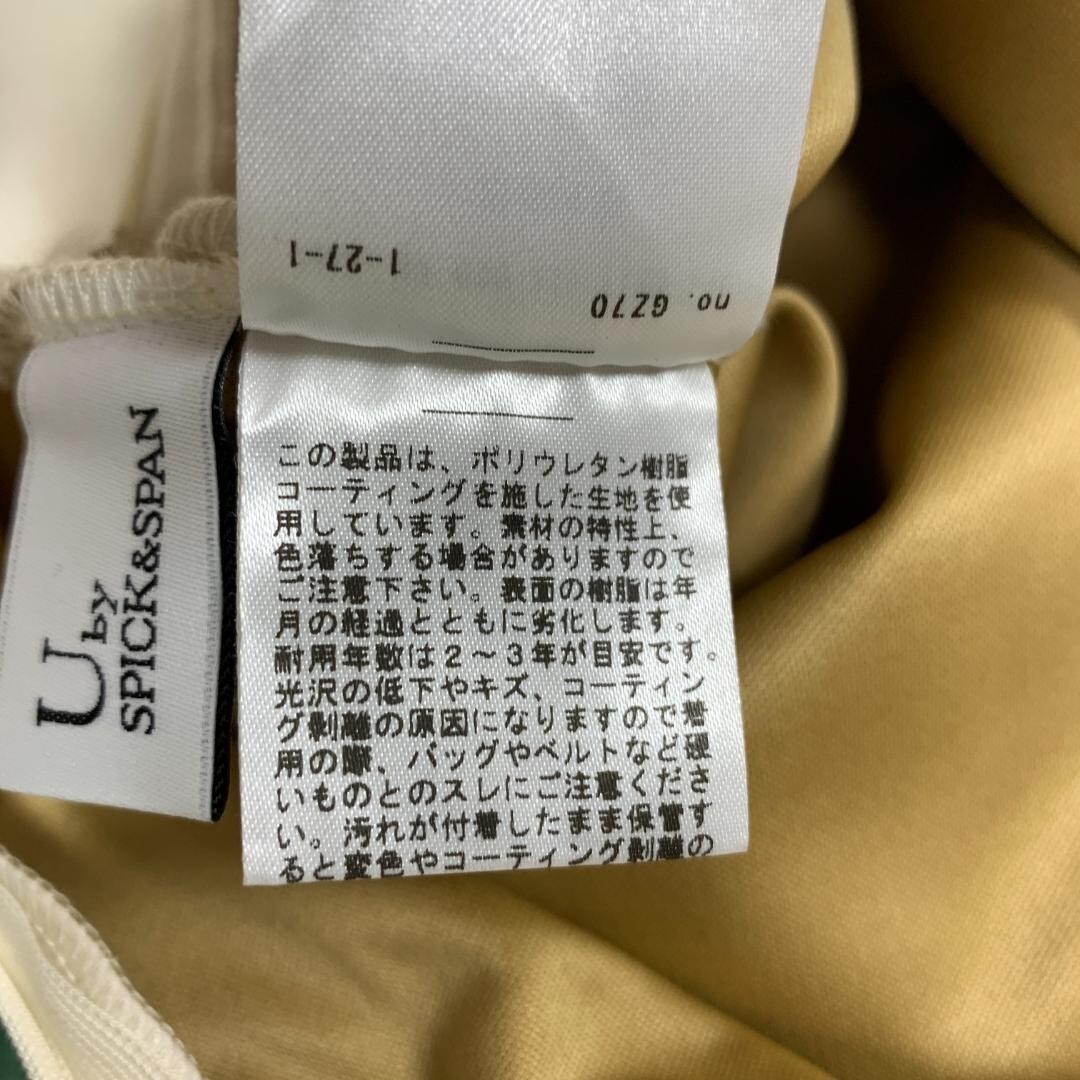 1-27-1
no. GZ70
U by
SPICK&SPAN
この製品は、ポリウレタン樹脂
コーティングを施した生地を使
用しています。素材の特性上、
色落ちする場合がありますので
ご注意下さい。表面の樹脂は年
月の経過とともに劣化します。
耐用年数は2～3年が目安です。
光沢の低下やキズ、コーティン
グ剥離の原因になりますので着
用の際、バッグやベルトなど硬
いものとのスレにご注意くださ
い。汚れが付着したまま保管す
ると変色やコーティング剥離の